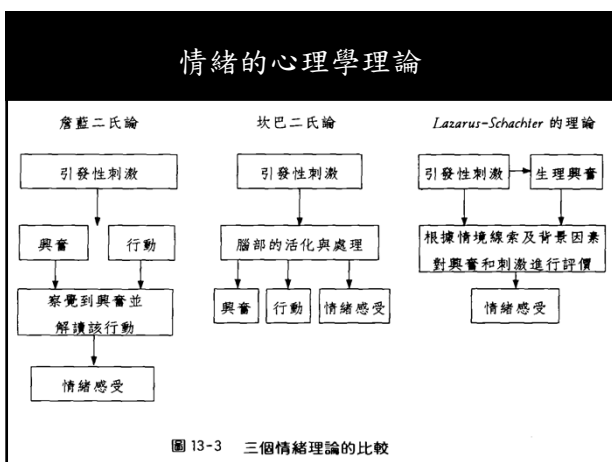 情緒的心理學理論
詹藍二氏論
引發性刺激
興奮
行動
察覺到興奮並
解讀該行動
情緒感受
坎巴二氏論
引發性刺激
腦部的活化與處理
興奮
行動
情緒感受
Lazarus-Schachter 的理論
引發性刺激
生理興奮
根據情境線索及背景因素
對興奮和刺激進行評價
情緒感受
圖 13-3 三個情緒理論的比較